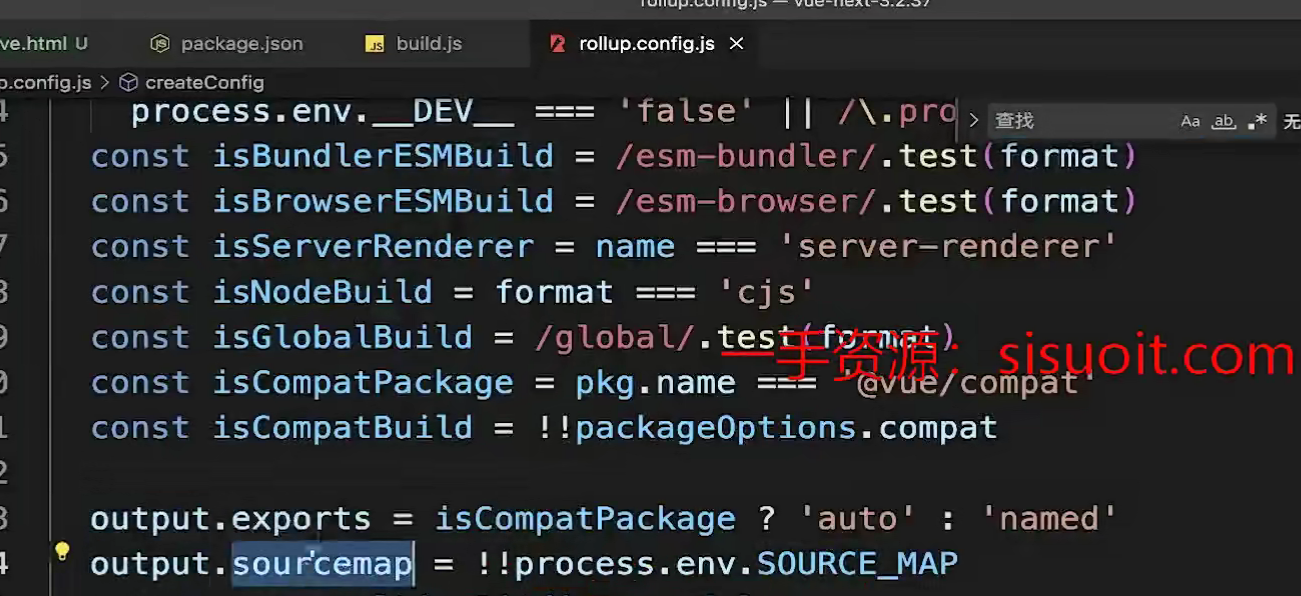 rollup.config.js — vue-next-3.2.37
ve.html U package.json JS build.js rollup.config.js
p.config.js > createConfig
4 process.env.__DEV__ === 'false' || /\.pro
查找 Aa ab .* 无
5 const isBundlerESMBuild = /esm-bundler/.test(format)
6 const isBrowserESMBuild = /esm-browser/.test(format)
7 const isServerRenderer = name === 'server-renderer'
8 const isNodeBuild = format === 'cjs'
9 const isGlobalBuild = /global/.test(format)
一手资源：sisuoit.com
0 const isCompatPackage = pkg.name === '@vue/compat'
1 const isCompatBuild = !!packageOptions.compat
2
3 output.exports = isCompatPackage ? 'auto' : 'named'
4 output.sourcemap = !!process.env.SOURCE_MAP